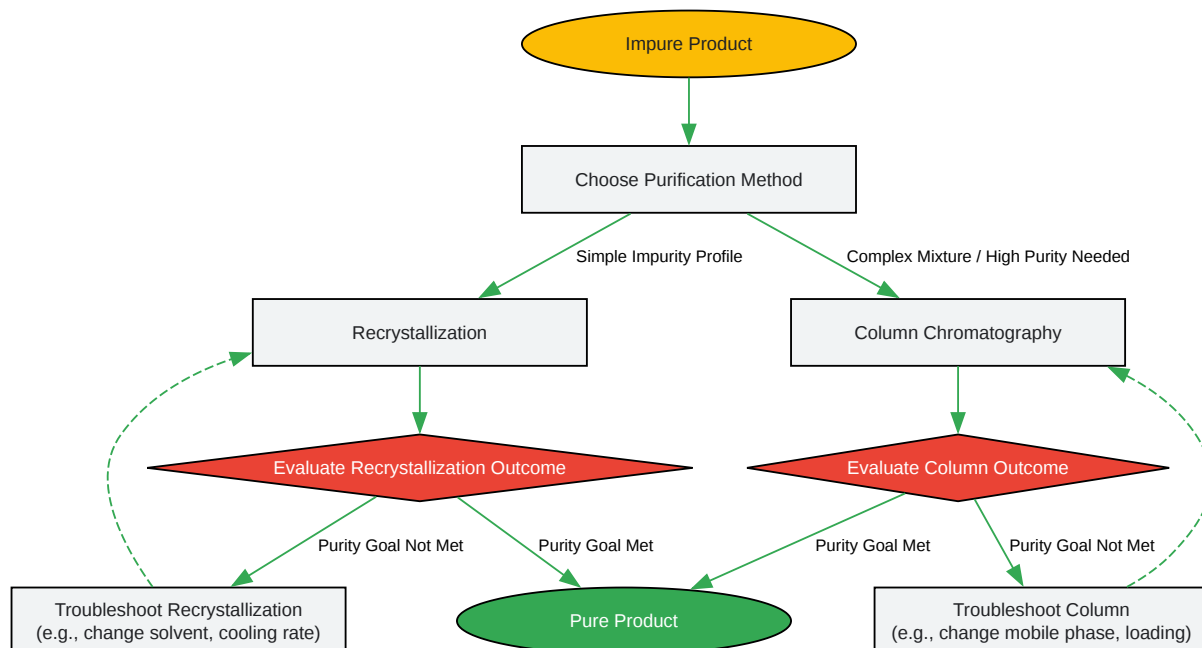 Impure Product
Choose Purification Method
Simple Impurity Profile
Complex Mixture / High Purity Needed
Recrystallization
Column Chromatography
Evaluate Recrystallization Outcome
Evaluate Column Outcome
Purity Goal Not Met
Purity Goal Met
Purity Goal Met
Purity Goal Not Met
Troubleshoot Recrystallization
(e.g., change solvent, cooling rate)
Pure Product
Troubleshoot Column
(e.g., change mobile phase, loading)